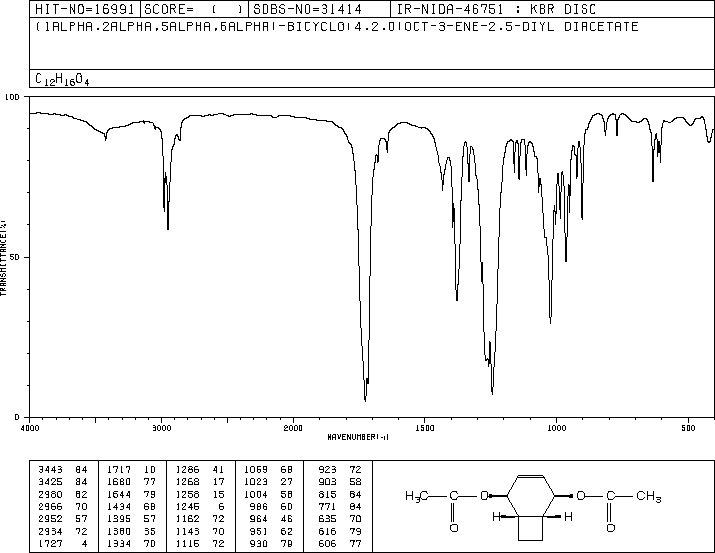 HIT-NO=16991 SCORE= ( ) SDBS-NO=31414 IR-NIDA-46751 : KBR DISC
(1ALPHA,2ALPHA,5ALPHA,6ALPHA)-BICYCLO(4.2.0)OCT-3-ENE-2,5-DIYL DIACETATE
C12H16O4
100
50
0
TRANSMITTANCE(%)
4000 3000 2000 1500 1000 500
WAVENUMBER(-1)
3443 84 1717 10 1286 41 1069 68 923 72
3425 84 1680 77 1268 17 1023 27 903 58
2980 82 1644 79 1258 15 1004 58 815 84
2966 70 1434 68 1245 6 986 60 771 84
2952 57 1395 57 1162 72 964 46 635 70
2934 72 1380 35 1143 70 951 62 616 79
1727 4 1334 70 1116 72 930 78 606 77
H3C C O O C CH3
O H H O